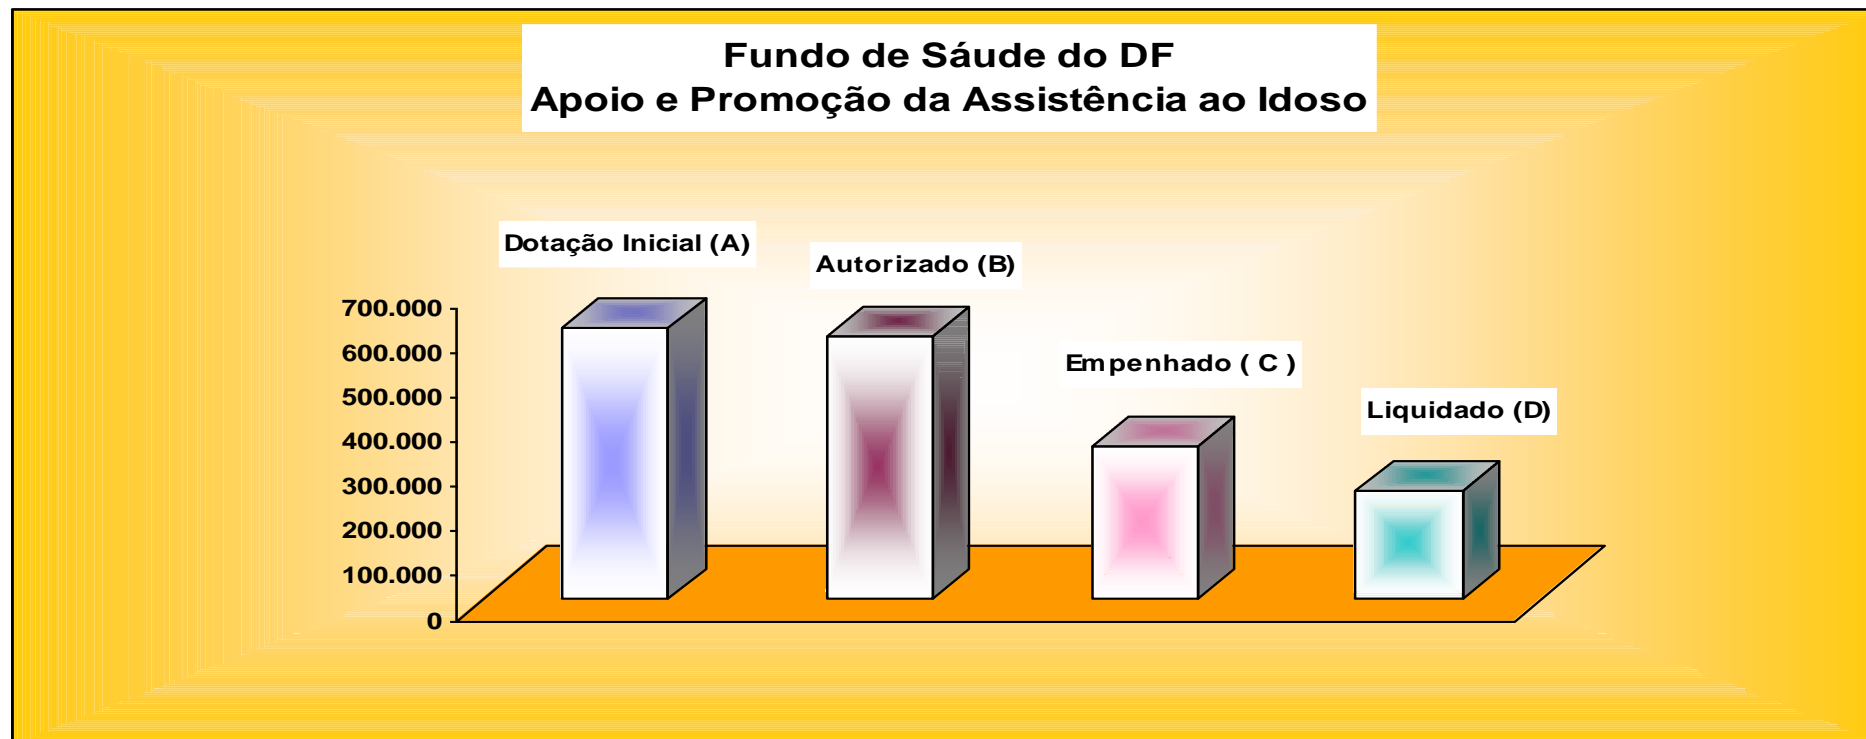 Fundo de Sáude do DF
Apoio e Promoção da Assistência ao Idoso
Dotação Inicial (A)
Autorizado (B)
Empenhado ( C )
Liquidado (D)
700.000
600.000
500.000
400.000
300.000
200.000
100.000
0